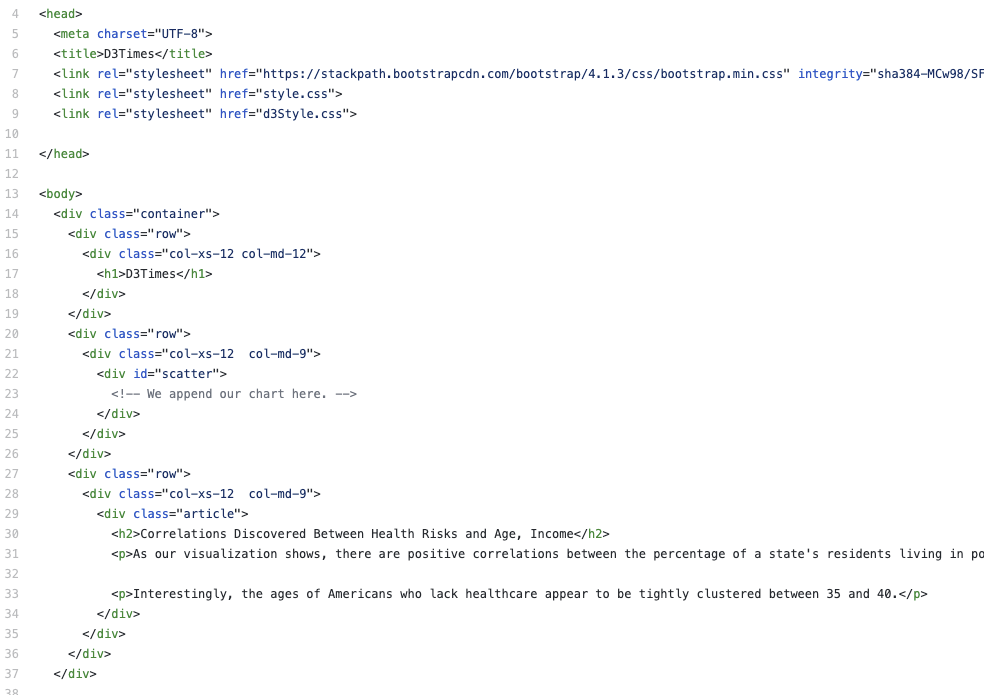 4 <head>
5   <meta charset="UTF-8">
6   <title>D3Times</title>
7   <link rel="stylesheet" href="https://stackpath.bootstrapcdn.com/bootstrap/4.1.3/css/bootstrap.min.css" integrity="sha384-MCw98/SF
8   <link rel="stylesheet" href="style.css">
9   <link rel="stylesheet" href="d3Style.css">
10
11 </head>
12
13 <body>
14   <div class="container">
15     <div class="row">
16       <div class="col-xs-12 col-md-12">
17         <h1>D3Times</h1>
18       </div>
19     </div>
20     <div class="row">
21       <div class="col-xs-12  col-md-9">
22         <div id="scatter">
23           <!-- We append our chart here. -->
24         </div>
25       </div>
26     </div>
27     <div class="row">
28       <div class="col-xs-12  col-md-9">
29         <div class="article">
30           <h2>Correlations Discovered Between Health Risks and Age, Income</h2>
31           <p>As our visualization shows, there are positive correlations between the percentage of a state's residents living in po
32
33           <p>Interestingly, the ages of Americans who lack healthcare appear to be tightly clustered between 35 and 40.</p>
34         </div>
35       </div>
36     </div>
37   </div>
38